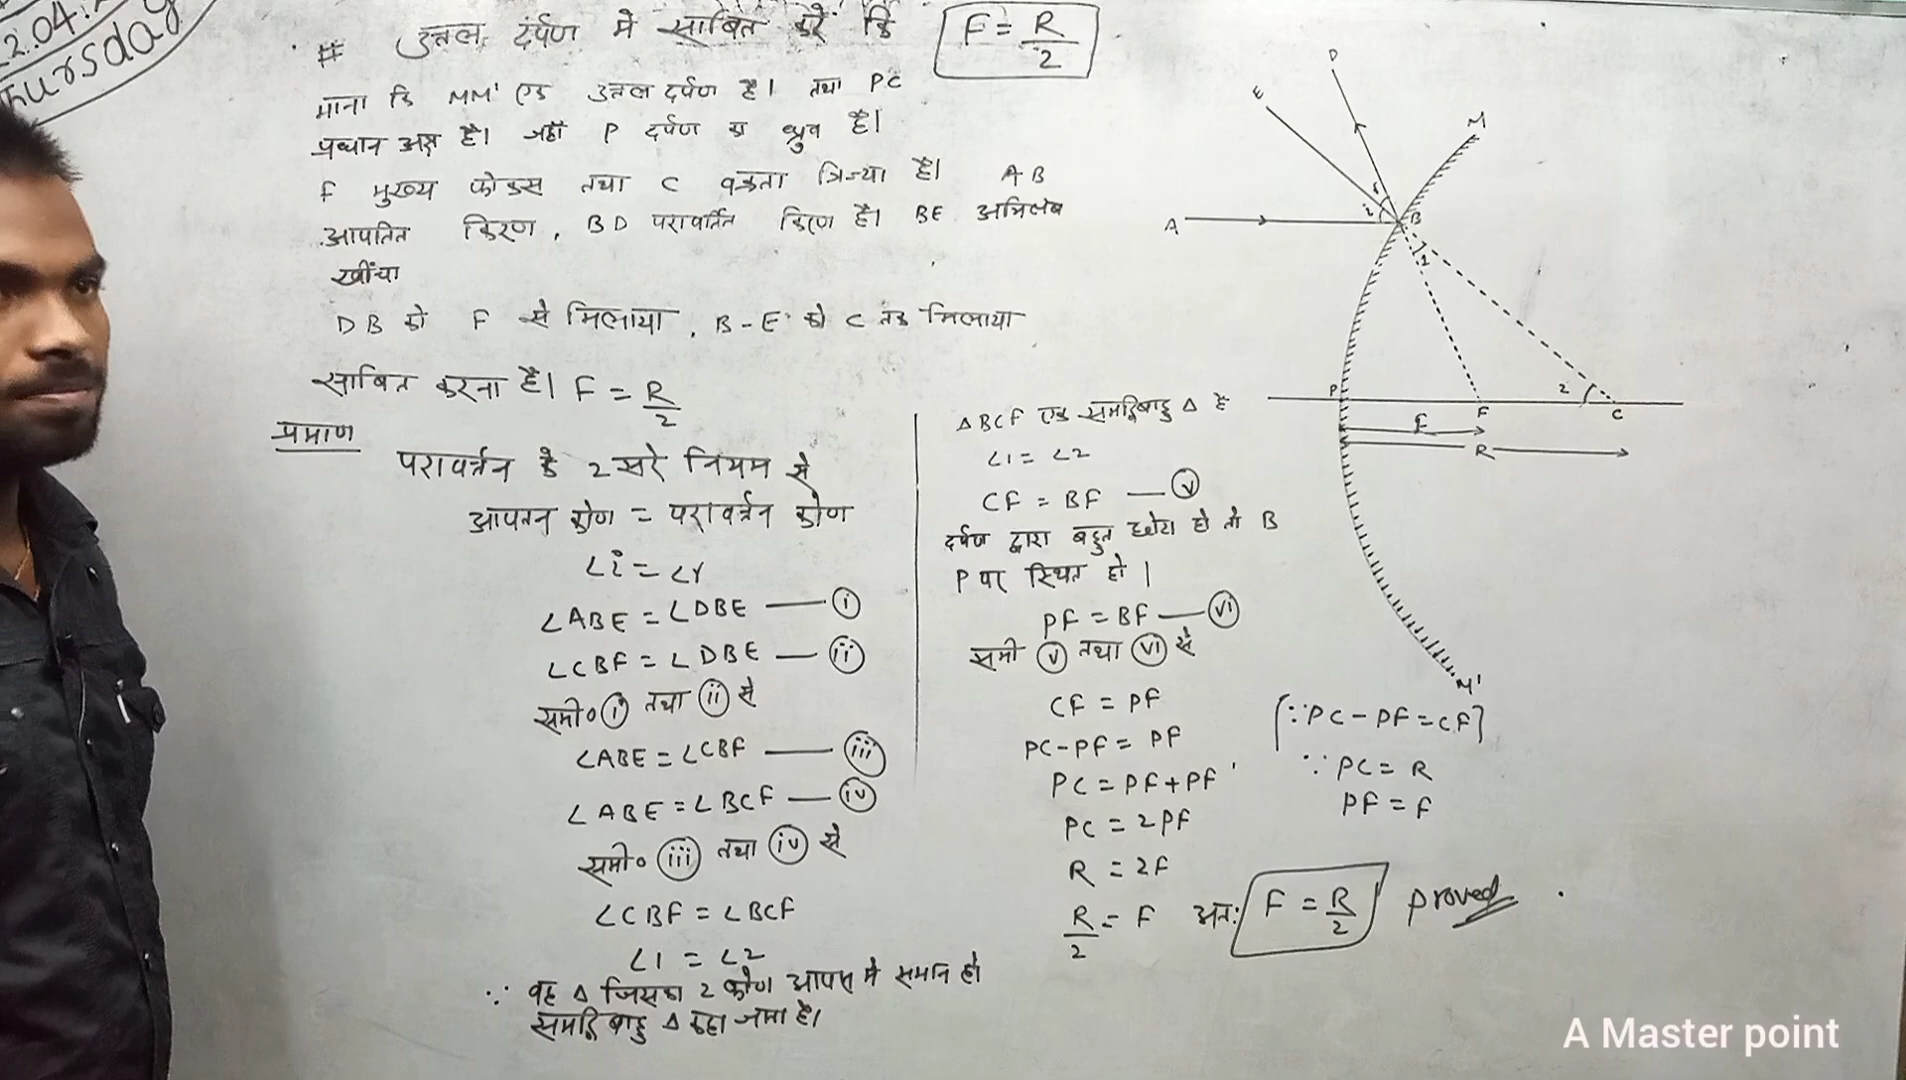 2.04.
hursday
# उत्तल दर्पण मे साबित करें कि F = R/2
माना कि MM' एक उत्तल दर्पण है। तथा PC
प्रधान अक्ष है। जहाँ P दर्पण का ध्रुव है।
F मुख्य फोकस तथा C वक्रता त्रिज्या है। AB
आपतित किरण, BD परावर्तित किरण है। BE अभिलंब
खींचा
DB को F से मिलाया, B-E को C तक मिलाया
साबित करना है। F = R/2
प्रमाण
परावर्त्तन के 2सरे नियम से
आपतन कोण = परावर्त्तन कोण
∠i = ∠r
∠ABE = ∠DBE — (i)
∠CBF = ∠DBE — (ii)
समी० (i) तथा (ii) से
∠ABE = ∠CBF — (iii)
∠ABE = ∠BCF — (iv)
समी० (iii) तथा (iv) से
∠CBF = ∠BCF
∠1 = ∠2
∵ वह Δ जिसका 2 कोण आपस मे समान हो
समद्विबाहु Δ कहा जाता है।
ΔBCF एक समद्विबाहु Δ है
∠1 = ∠2
CF = BF — (v)
दर्पण द्वारा बहुत छोटा हो तो B
P पर स्थित हो।
PF = BF — (vi)
समी (v) तथा (vi) से
CF = PF
PC-PF = PF [∵PC - PF = CF]
PC = PF+PF ∵ PC = R
PC = 2PF PF = F
R = 2F
R/2 = F अत: F = R/2 proved
D
E
M
A
i
r
B
1
P
2
F
C
F
R
M'
A Master point